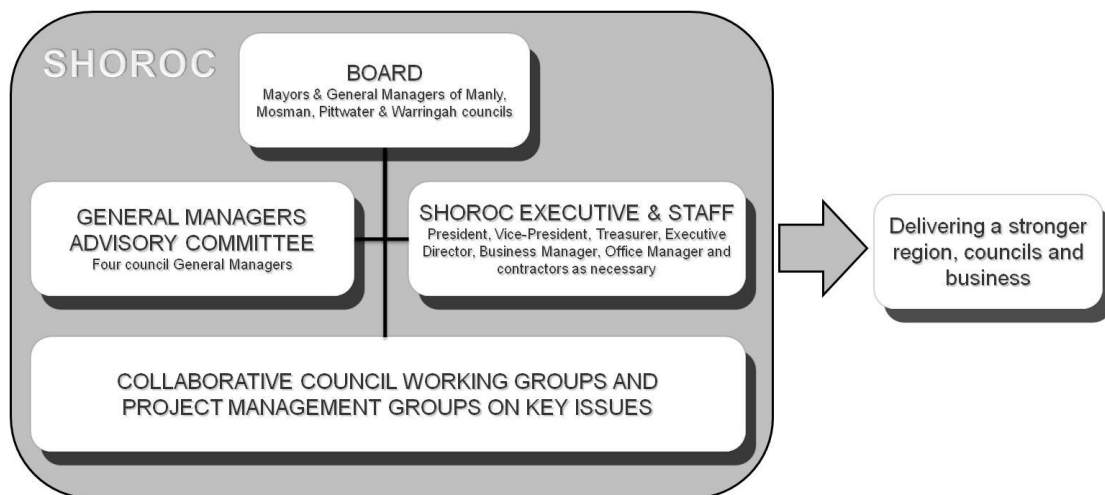 SHOROC
BOARD
Mayors & General Managers of Manly,
Mosman, Pittwater & Warringah councils
GENERAL MANAGERS
ADVISORY COMMITTEE
Four council General Managers
SHOROC EXECUTIVE & STAFF
President, Vice-President, Treasurer, Executive
Director, Business Manager, Office Manager and
contractors as necessary
COLLABORATIVE COUNCIL WORKING GROUPS AND
PROJECT MANAGEMENT GROUPS ON KEY ISSUES
Delivering a stronger
region, councils and
business